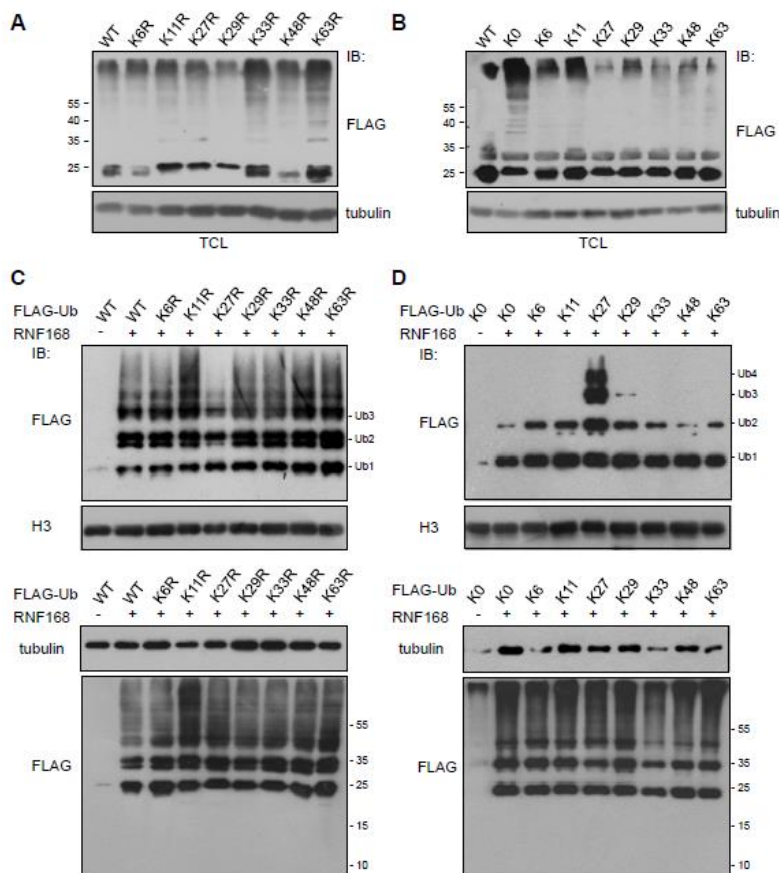 A
WT K6R K11R K27R K29R K33R K48R K63R
IB:
55 -
40 -
35 -
25 -
FLAG
tubulin
TCL
B
WT K0 K6 K11 K27 K29 K33 K48 K63
IB:
55 -
40 -
35 -
25 -
FLAG
tubulin
TCL
C
FLAG-Ub WT WT K6R K11R K27R K29R K33R K48R K63R
RNF168 - + + + + + + + +
IB:
FLAG
- Ub3
- Ub2
- Ub1
H3
FLAG-Ub WT WT K6R K11R K27R K29R K33R K48R K63R
RNF168 - + + + + + + + +
tubulin
FLAG
- 55
- 35
- 25
- 15
- 10
D
FLAG-Ub K0 K0 K6 K11 K27 K29 K33 K48 K63
RNF168 - + + + + + + + +
IB:
FLAG
- Ub4
- Ub3
- Ub2
- Ub1
H3
FLAG-Ub K0 K0 K6 K11 K27 K29 K33 K48 K63
RNF168 - + + + + + + + +
tubulin
FLAG
- 55
- 35
- 25
- 15
- 10